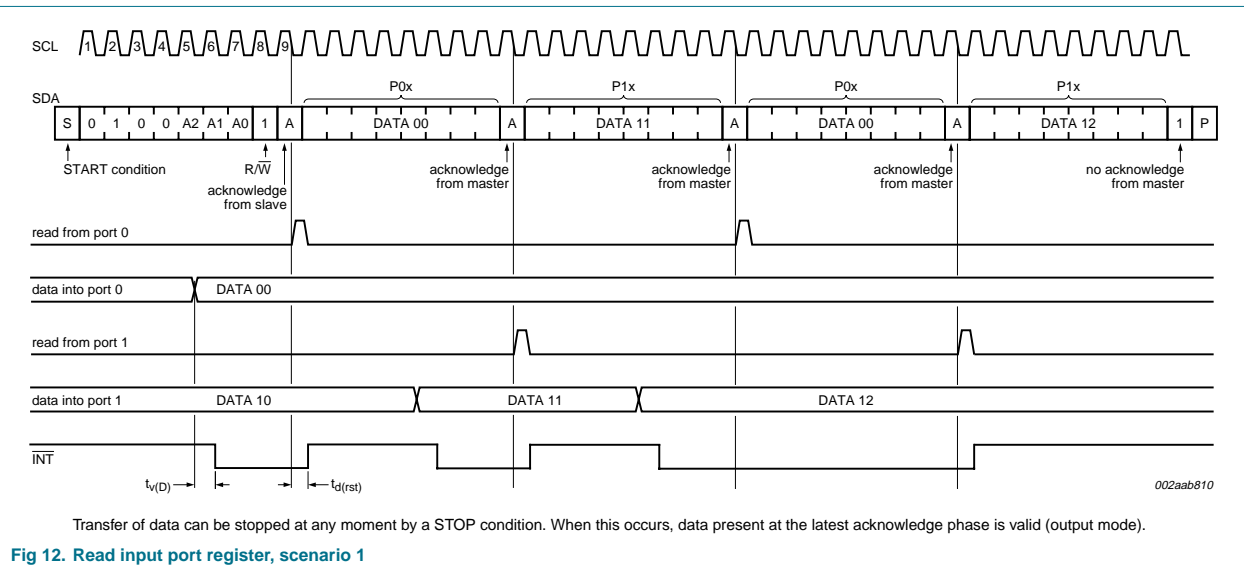 SCL 1 2 3 4 5 6 7 8 9
P0x P1x P0x P1x
SDA
S 0 1 0 0 A2 A1 A0 1 A DATA 00 A DATA 11 A DATA 00 A DATA 12 1 P
START condition R/W acknowledge from master acknowledge from master acknowledge from master no acknowledge from master
acknowledge from slave
read from port 0
data into port 0 DATA 00
read from port 1
data into port 1 DATA 10 DATA 11 DATA 12
INT
tv(D) td(rst) 002aab810
Transfer of data can be stopped at any moment by a STOP condition. When this occurs, data present at the latest acknowledge phase is valid (output mode).
Fig 12. Read input port register, scenario 1